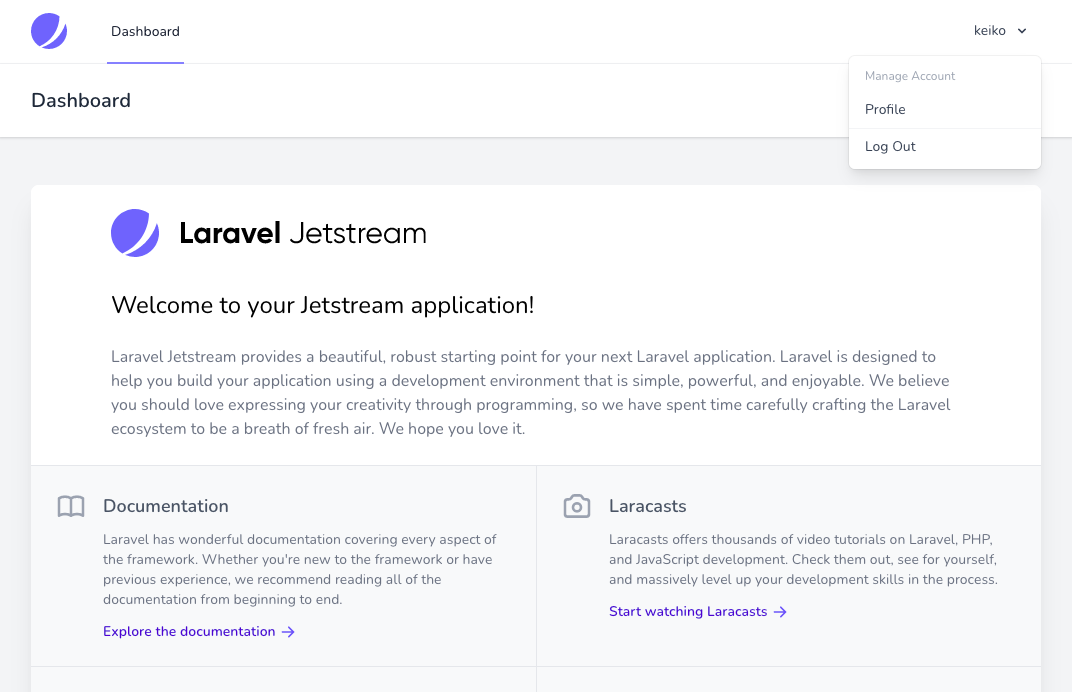 Dashboard
keiko
Manage Account
Profile
Log Out
Dashboard
Laravel Jetstream
Welcome to your Jetstream application!
Laravel Jetstream provides a beautiful, robust starting point for your next Laravel application. Laravel is designed to
help you build your application using a development environment that is simple, powerful, and enjoyable. We believe
you should love expressing your creativity through programming, so we have spent time carefully crafting the Laravel
ecosystem to be a breath of fresh air. We hope you love it.
Documentation
Laravel has wonderful documentation covering every aspect of
the framework. Whether you're new to the framework or have
previous experience, we recommend reading all of the
documentation from beginning to end.
Explore the documentation
Laracasts
Laracasts offers thousands of video tutorials on Laravel, PHP,
and JavaScript development. Check them out, see for yourself,
and massively level up your development skills in the process.
Start watching Laracasts